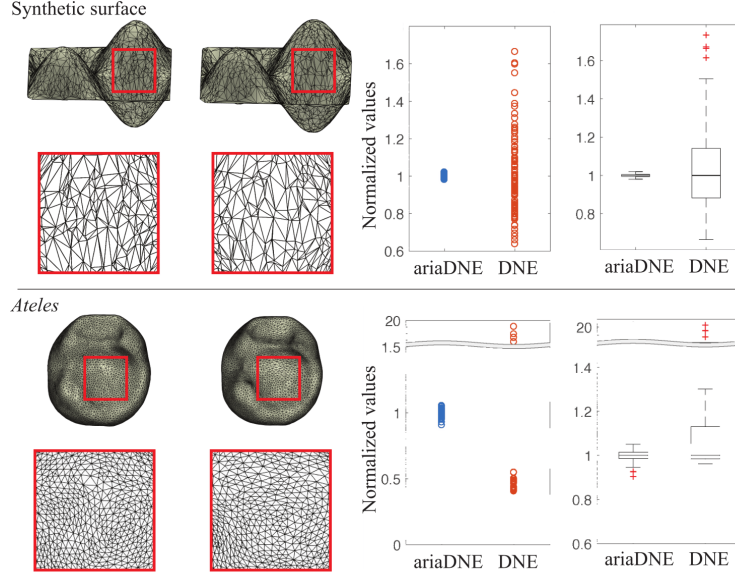 Synthetic surface
Normalized values
1.6
1.4
1.2
1
0.8
0.6
ariaDNE DNE
1.6
1.4
1.2
1
0.8
ariaDNE DNE
Ateles
Normalized values
20
1.5
1
0.5
0
ariaDNE DNE
20
1.4
1.2
1
0.8
0.6
ariaDNE DNE